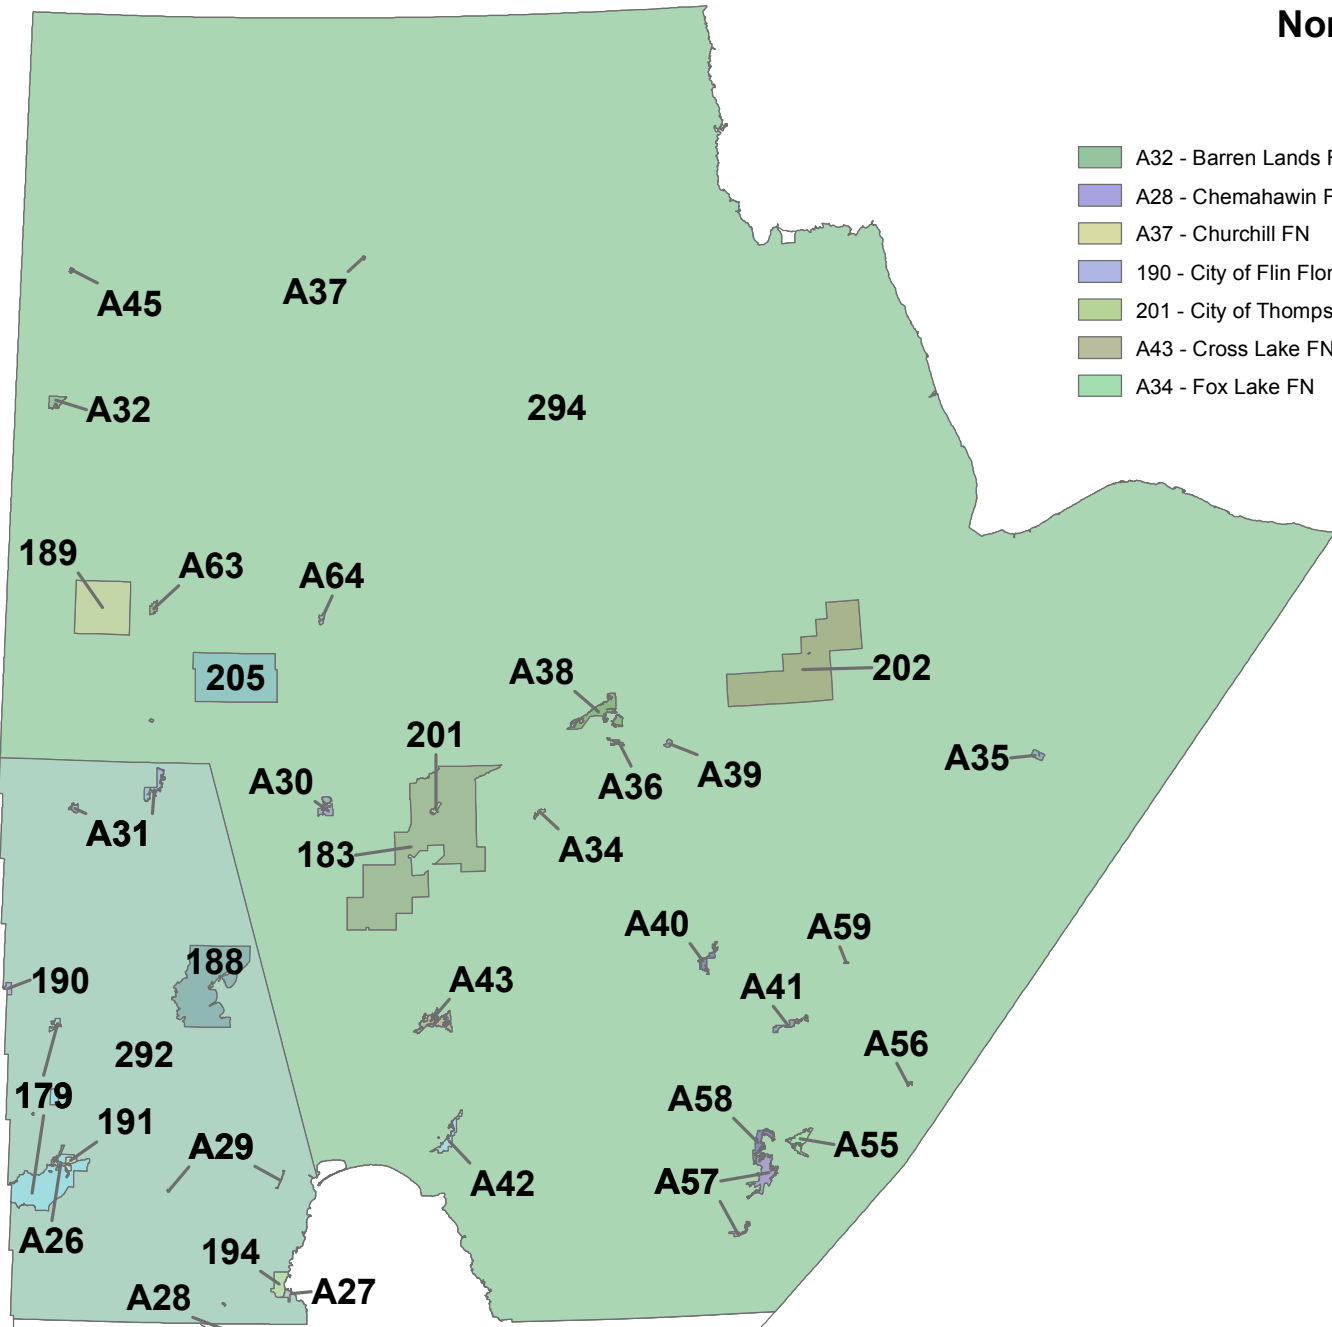 Nor
A32 - Barren Lands F
A28 - Chemahawin F
A37 - Churchill FN
190 - City of Flin Flon
201 - City of Thomps
A43 - Cross Lake FN
A34 - Fox Lake FN
A45
A37
A32
294
189
A63
A64
205
A38
202
201
A30
A36
A39
A35
A31
183
A34
A40
A59
190
188
A43
A41
292
A56
179
A58
191
A29
A55
A42
A57
A26
194
A28
A27